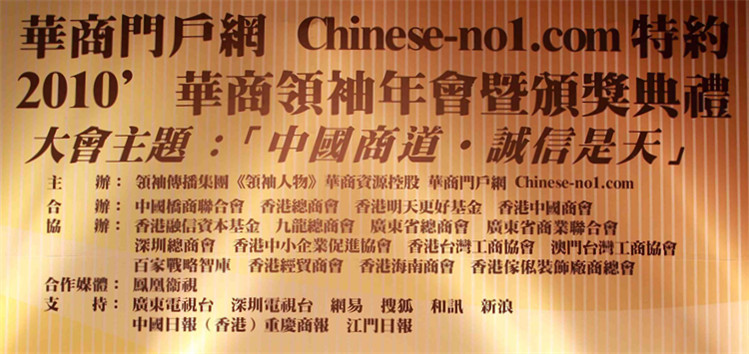 華商門戶網 Chinese-no1.com 特約
2010’ 華商領袖年會暨頒獎典禮
大會主題：「中國商道·誠信是天」
主 辦：領袖傳播集團《領袖人物》華商資源控股 華商門戶網 Chinese-no1.com
合 辦：中國橋商聯合會 香港總商會 香港明天更好基金 香港中國商會
協 辦：香港融信資本基金 九龍總商會 廣東省總商會 廣東省商業聯合會
深圳總商會 香港中小企業促進協會 香港台灣工商協會 澳門台灣工商協會
百家戰略智庫 香港經貿商會 香港海南商會 香港傢俬裝飾廠商總會
合作媒體：鳳凰衛視
支 持：廣東電視台 深圳電視台 網易 搜狐 和訊 新浪
中國日報（香港）重慶商報 江門日報